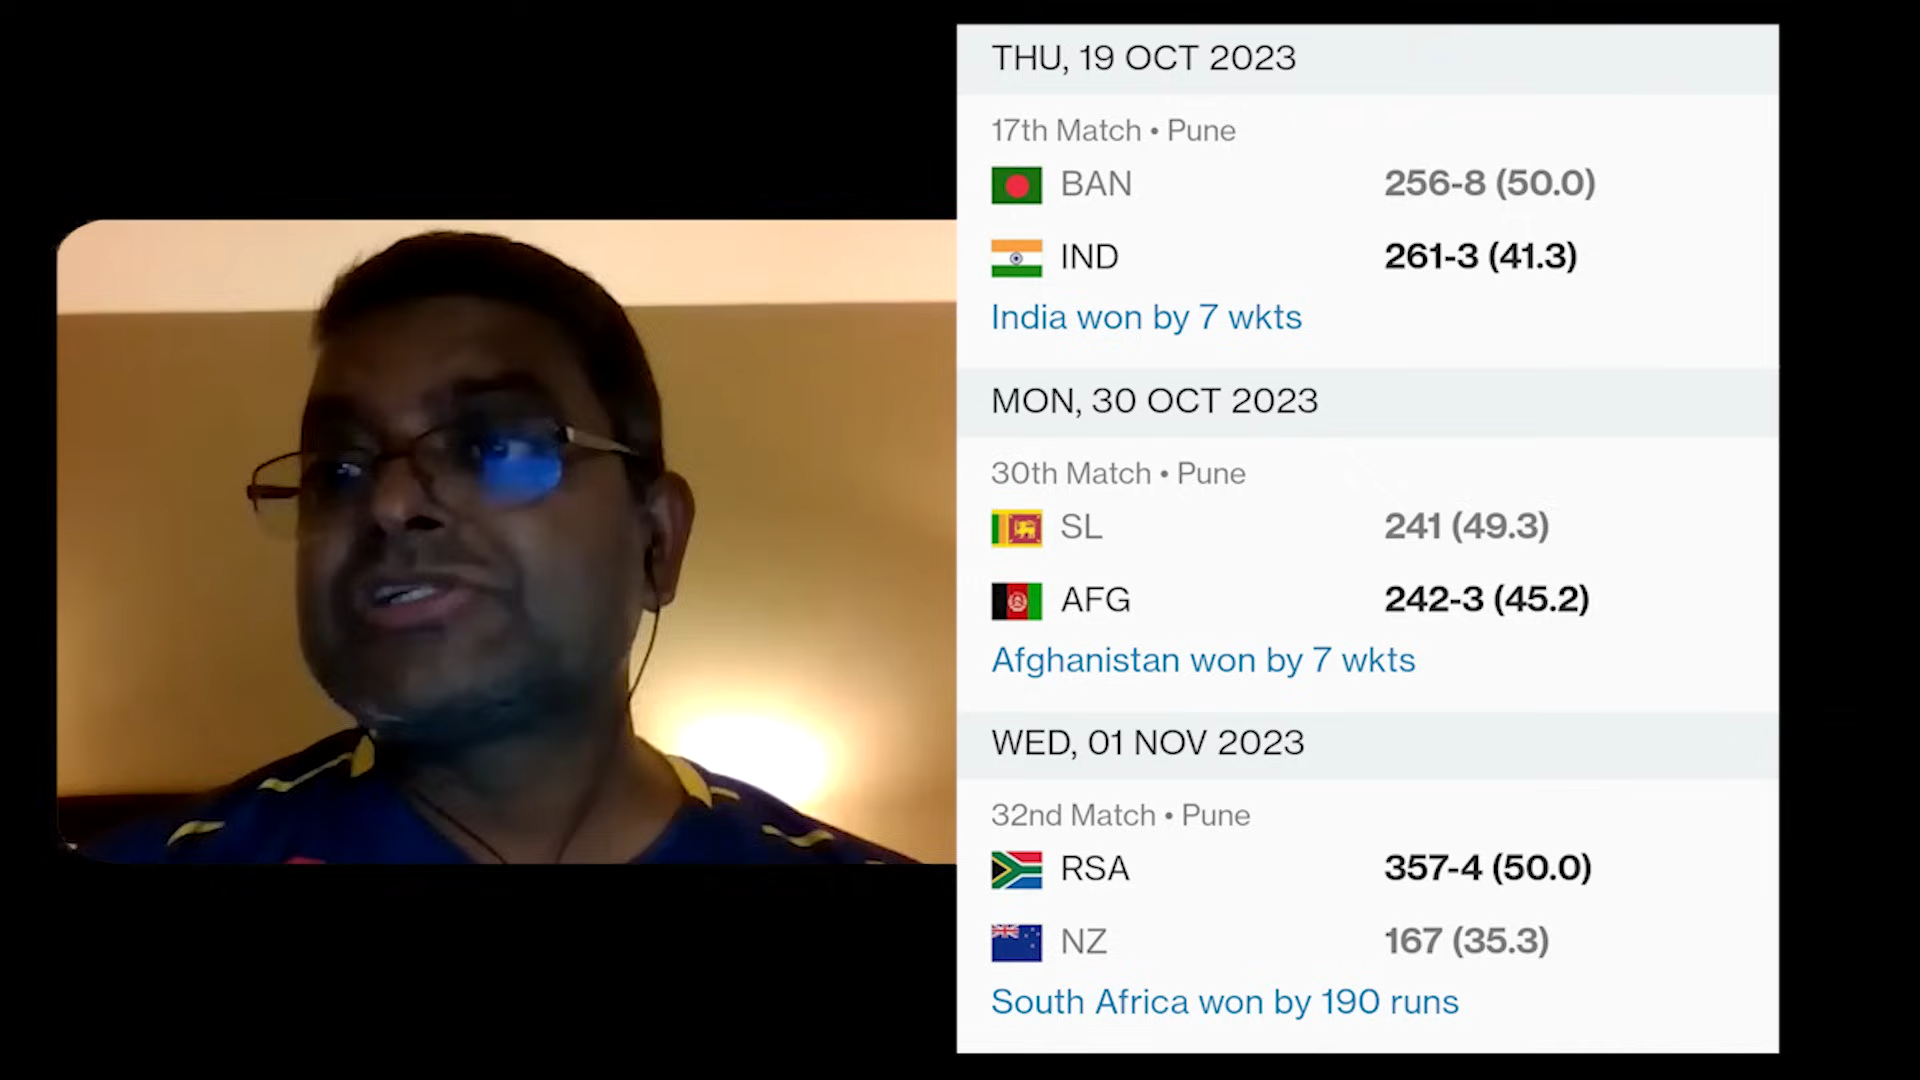 THU, 19 OCT 2023
17th Match • Pune
BAN 256-8 (50.0)
IND 261-3 (41.3)
India won by 7 wkts
MON, 30 OCT 2023
30th Match • Pune
SL 241 (49.3)
AFG 242-3 (45.2)
Afghanistan won by 7 wkts
WED, 01 NOV 2023
32nd Match • Pune
RSA 357-4 (50.0)
NZ 167 (35.3)
South Africa won by 190 runs